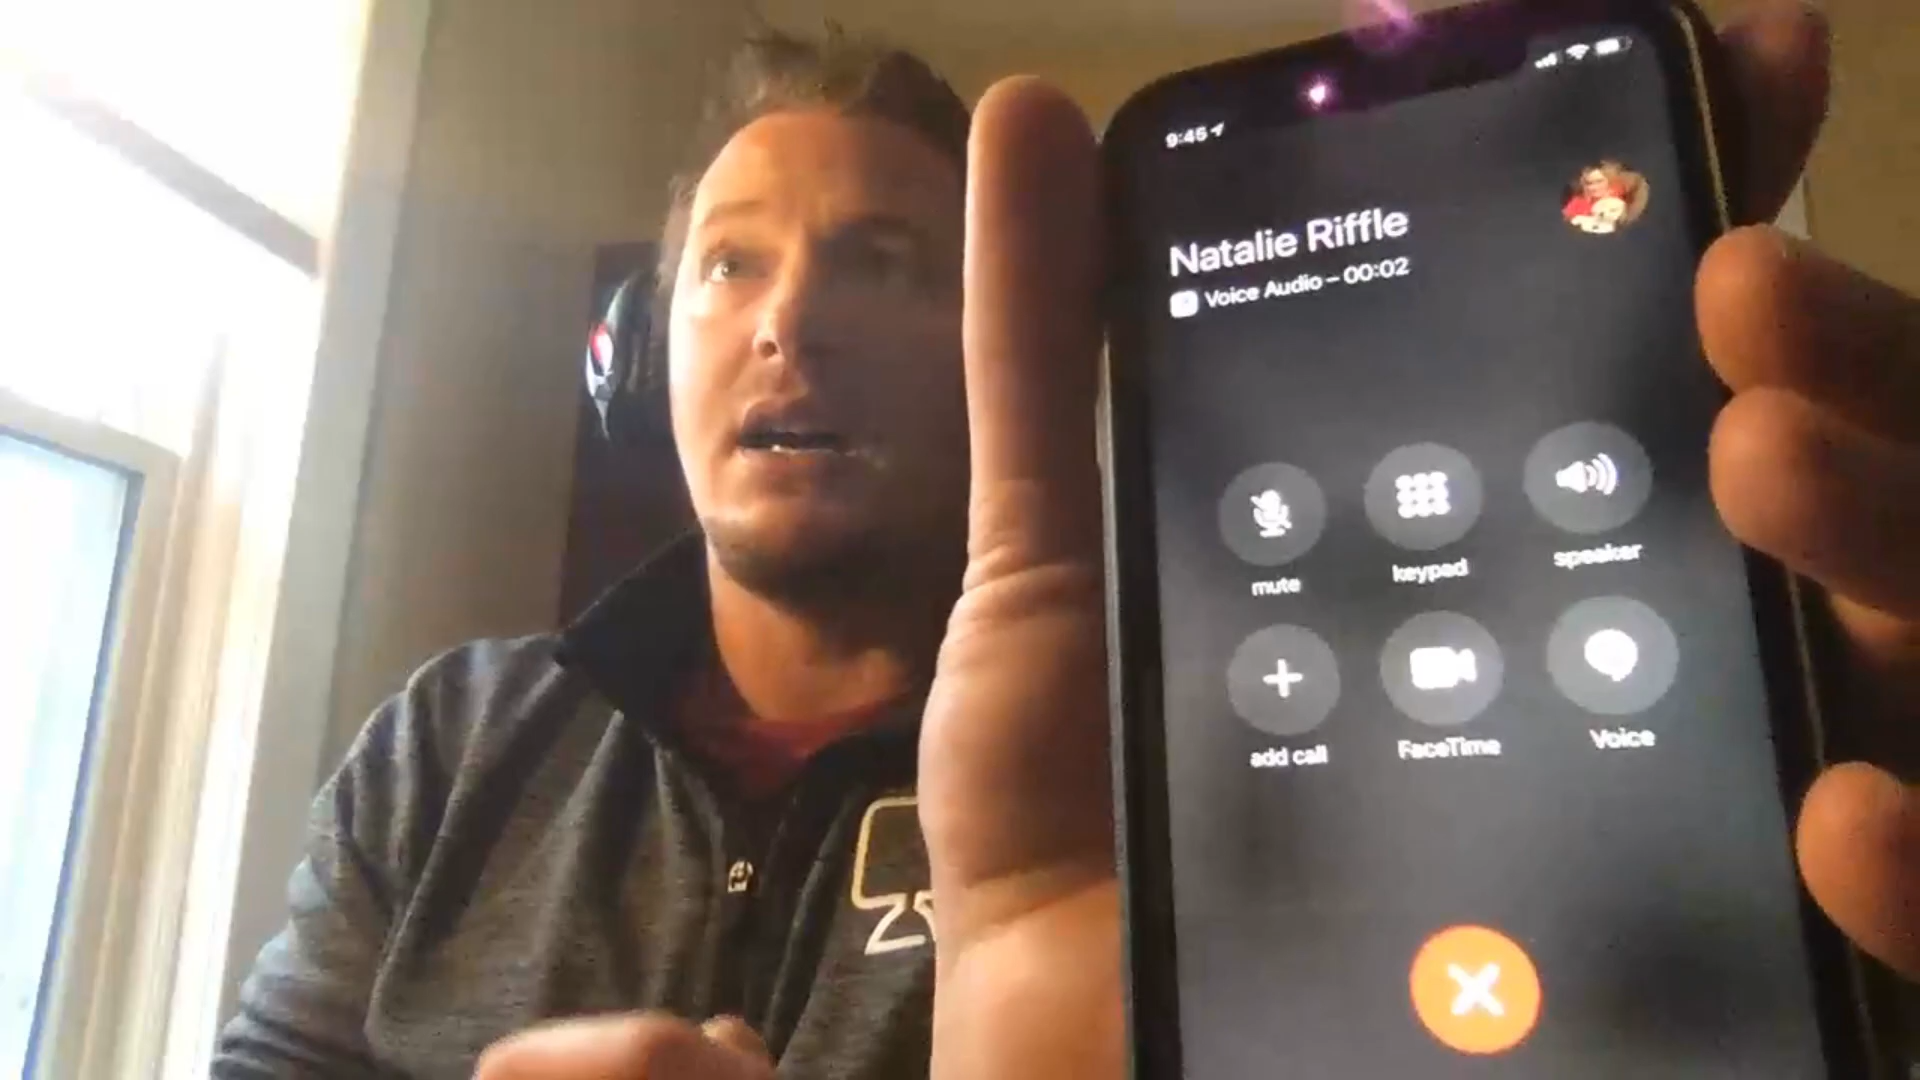 9:45
Natalie Riffle
Voice Audio – 00:02
mute
keypad
speaker
add call
FaceTime
Voice